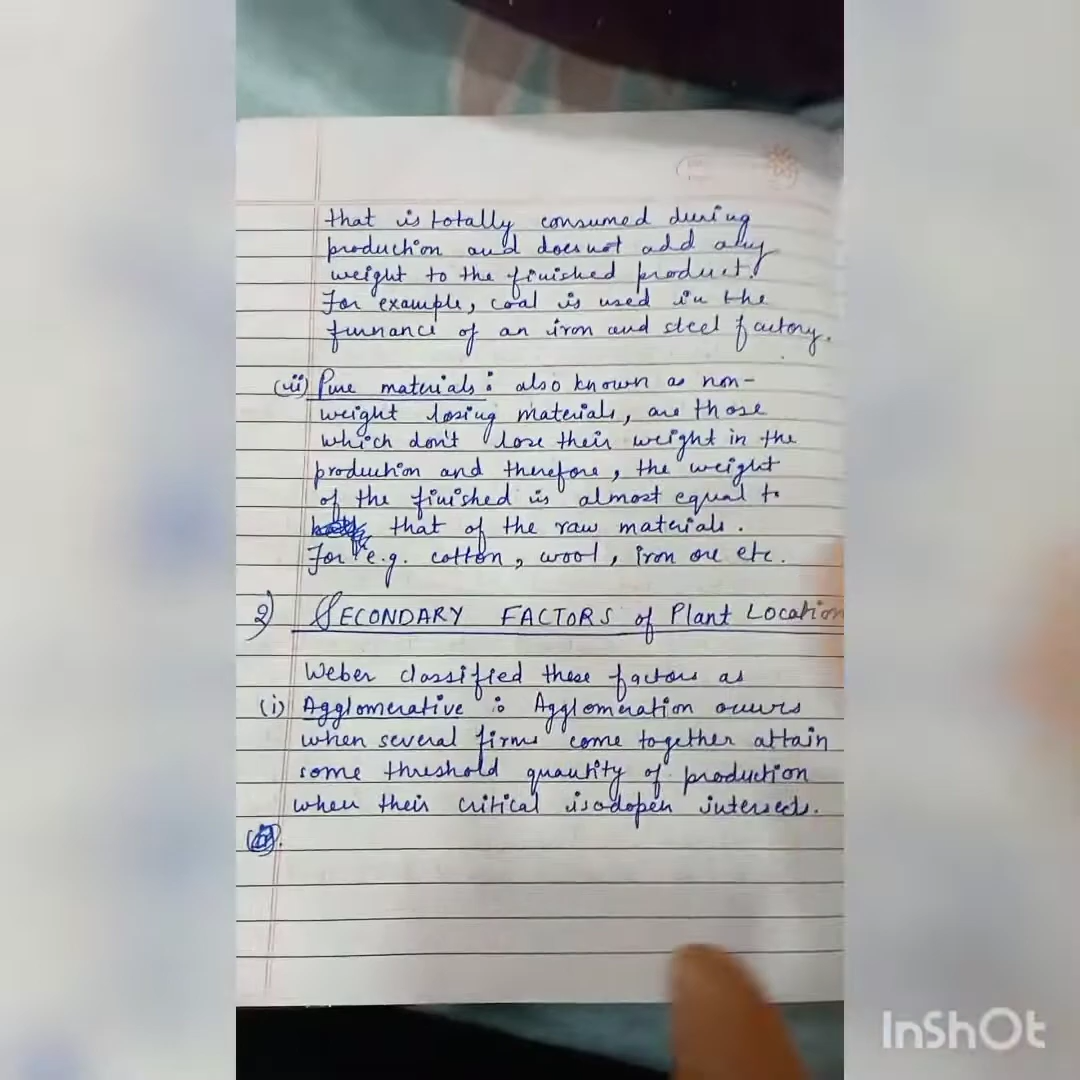 that is totally consumed during
production and does not add any
weight to the finished product.
For example, coal is used in the
funnance of an iron and steel factory.
(iii) Pure materials : also known as non-
weight losing materials, are those
which don't lose their weight in the
production and therefore, the weight
of the finished is almost equal to
that of the raw materials.
For e.g. cotton, wool, iron ore etc.
2) SECONDARY FACTORS of Plant Location
Weber classified these factors as
(i) Agglomerative : Agglomeration occurs
when several firms come together attain
some threshold quantity of production
when their critical isodopen intersects.
InShOt